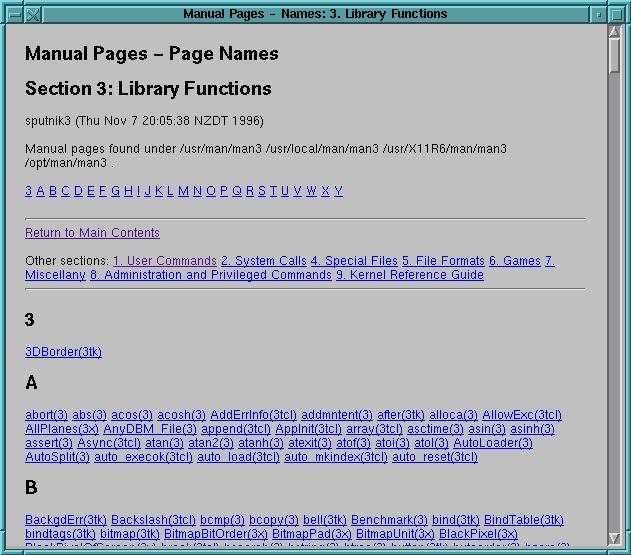 Manual Pages – Names: 3. Library Functions
Manual Pages – Page Names
Section 3: Library Functions
sputnik3 (Thu Nov 7 20:05:38 NZDT 1996)
Manual pages found under /usr/man/man3 /usr/local/man/man3 /usr/X11R6/man/man3
/opt/man/man3 .
3 A B C D E F G H I J K L M N O P Q R S T U V W X Y
Return to Main Contents
Other sections: 1. User Commands 2. System Calls 4. Special Files 5. File Formats 6. Games 7.
Miscellany 8. Administration and Privileged Commands 9. Kernel Reference Guide
3
3DBorder(3tk)
A
abort(3) abs(3) acos(3) acosh(3) AddErrInfo(3tcl) addmntent(3) after(3tk) alloca(3) AllowExc(3tcl)
AllPlanes(3x) AnyDBM_File(3) append(3tcl) AppInit(3tcl) array(3tcl) asctime(3) asin(3) asinh(3)
assert(3) Async(3tcl) atan(3) atan2(3) atanh(3) atexit(3) atof(3) atoi(3) atol(3) AutoLoader(3)
AutoSplit(3) auto_execok(3tcl) auto_load(3tcl) auto_mkindex(3tcl) auto_reset(3tcl)
B
BackgdErr(3tk) Backslash(3tcl) bcmp(3) bcopy(3) bell(3tk) Benchmark(3) bind(3tk) BindTable(3tk)
bindtags(3tk) bitmap(3tk) BitmapBitOrder(3x) BitmapPad(3x) BitmapUnit(3x) BlackPixel(3x)